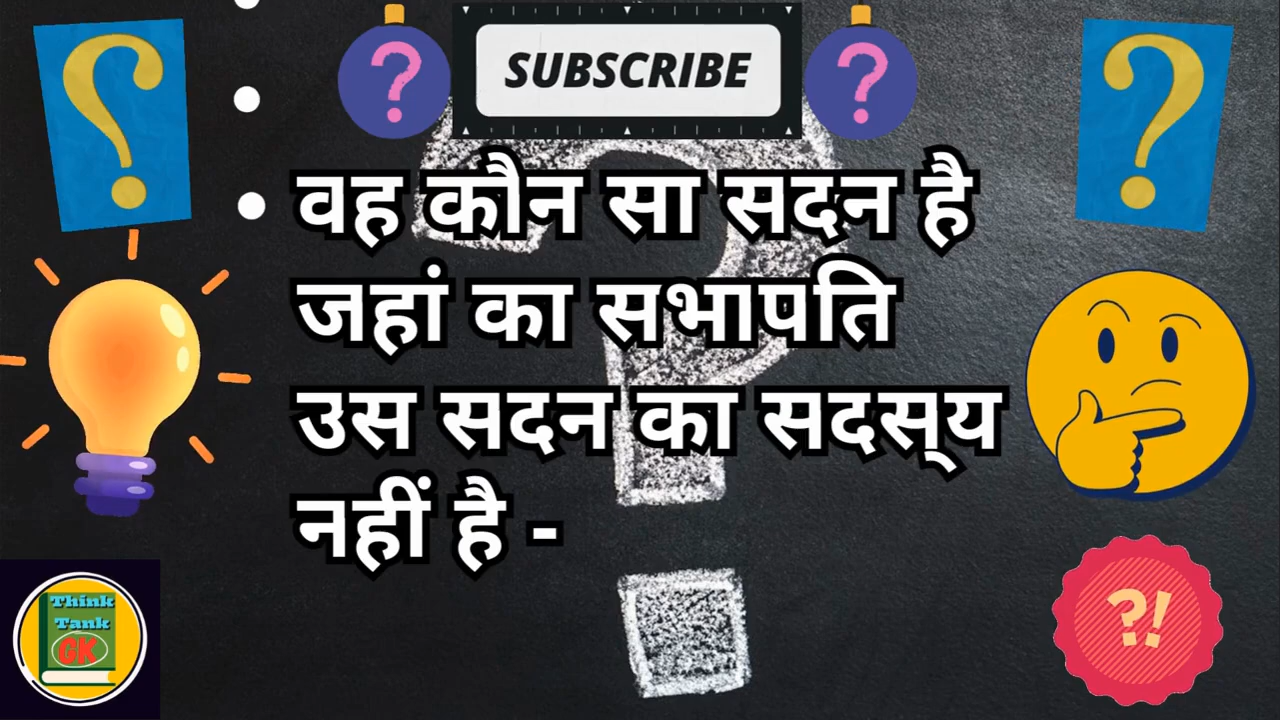 SUBSCRIBE
वह कौन सा सदन है
जहां का सभापति
उस सदन का सदस्य
नहीं है -
Think
Tank
GK